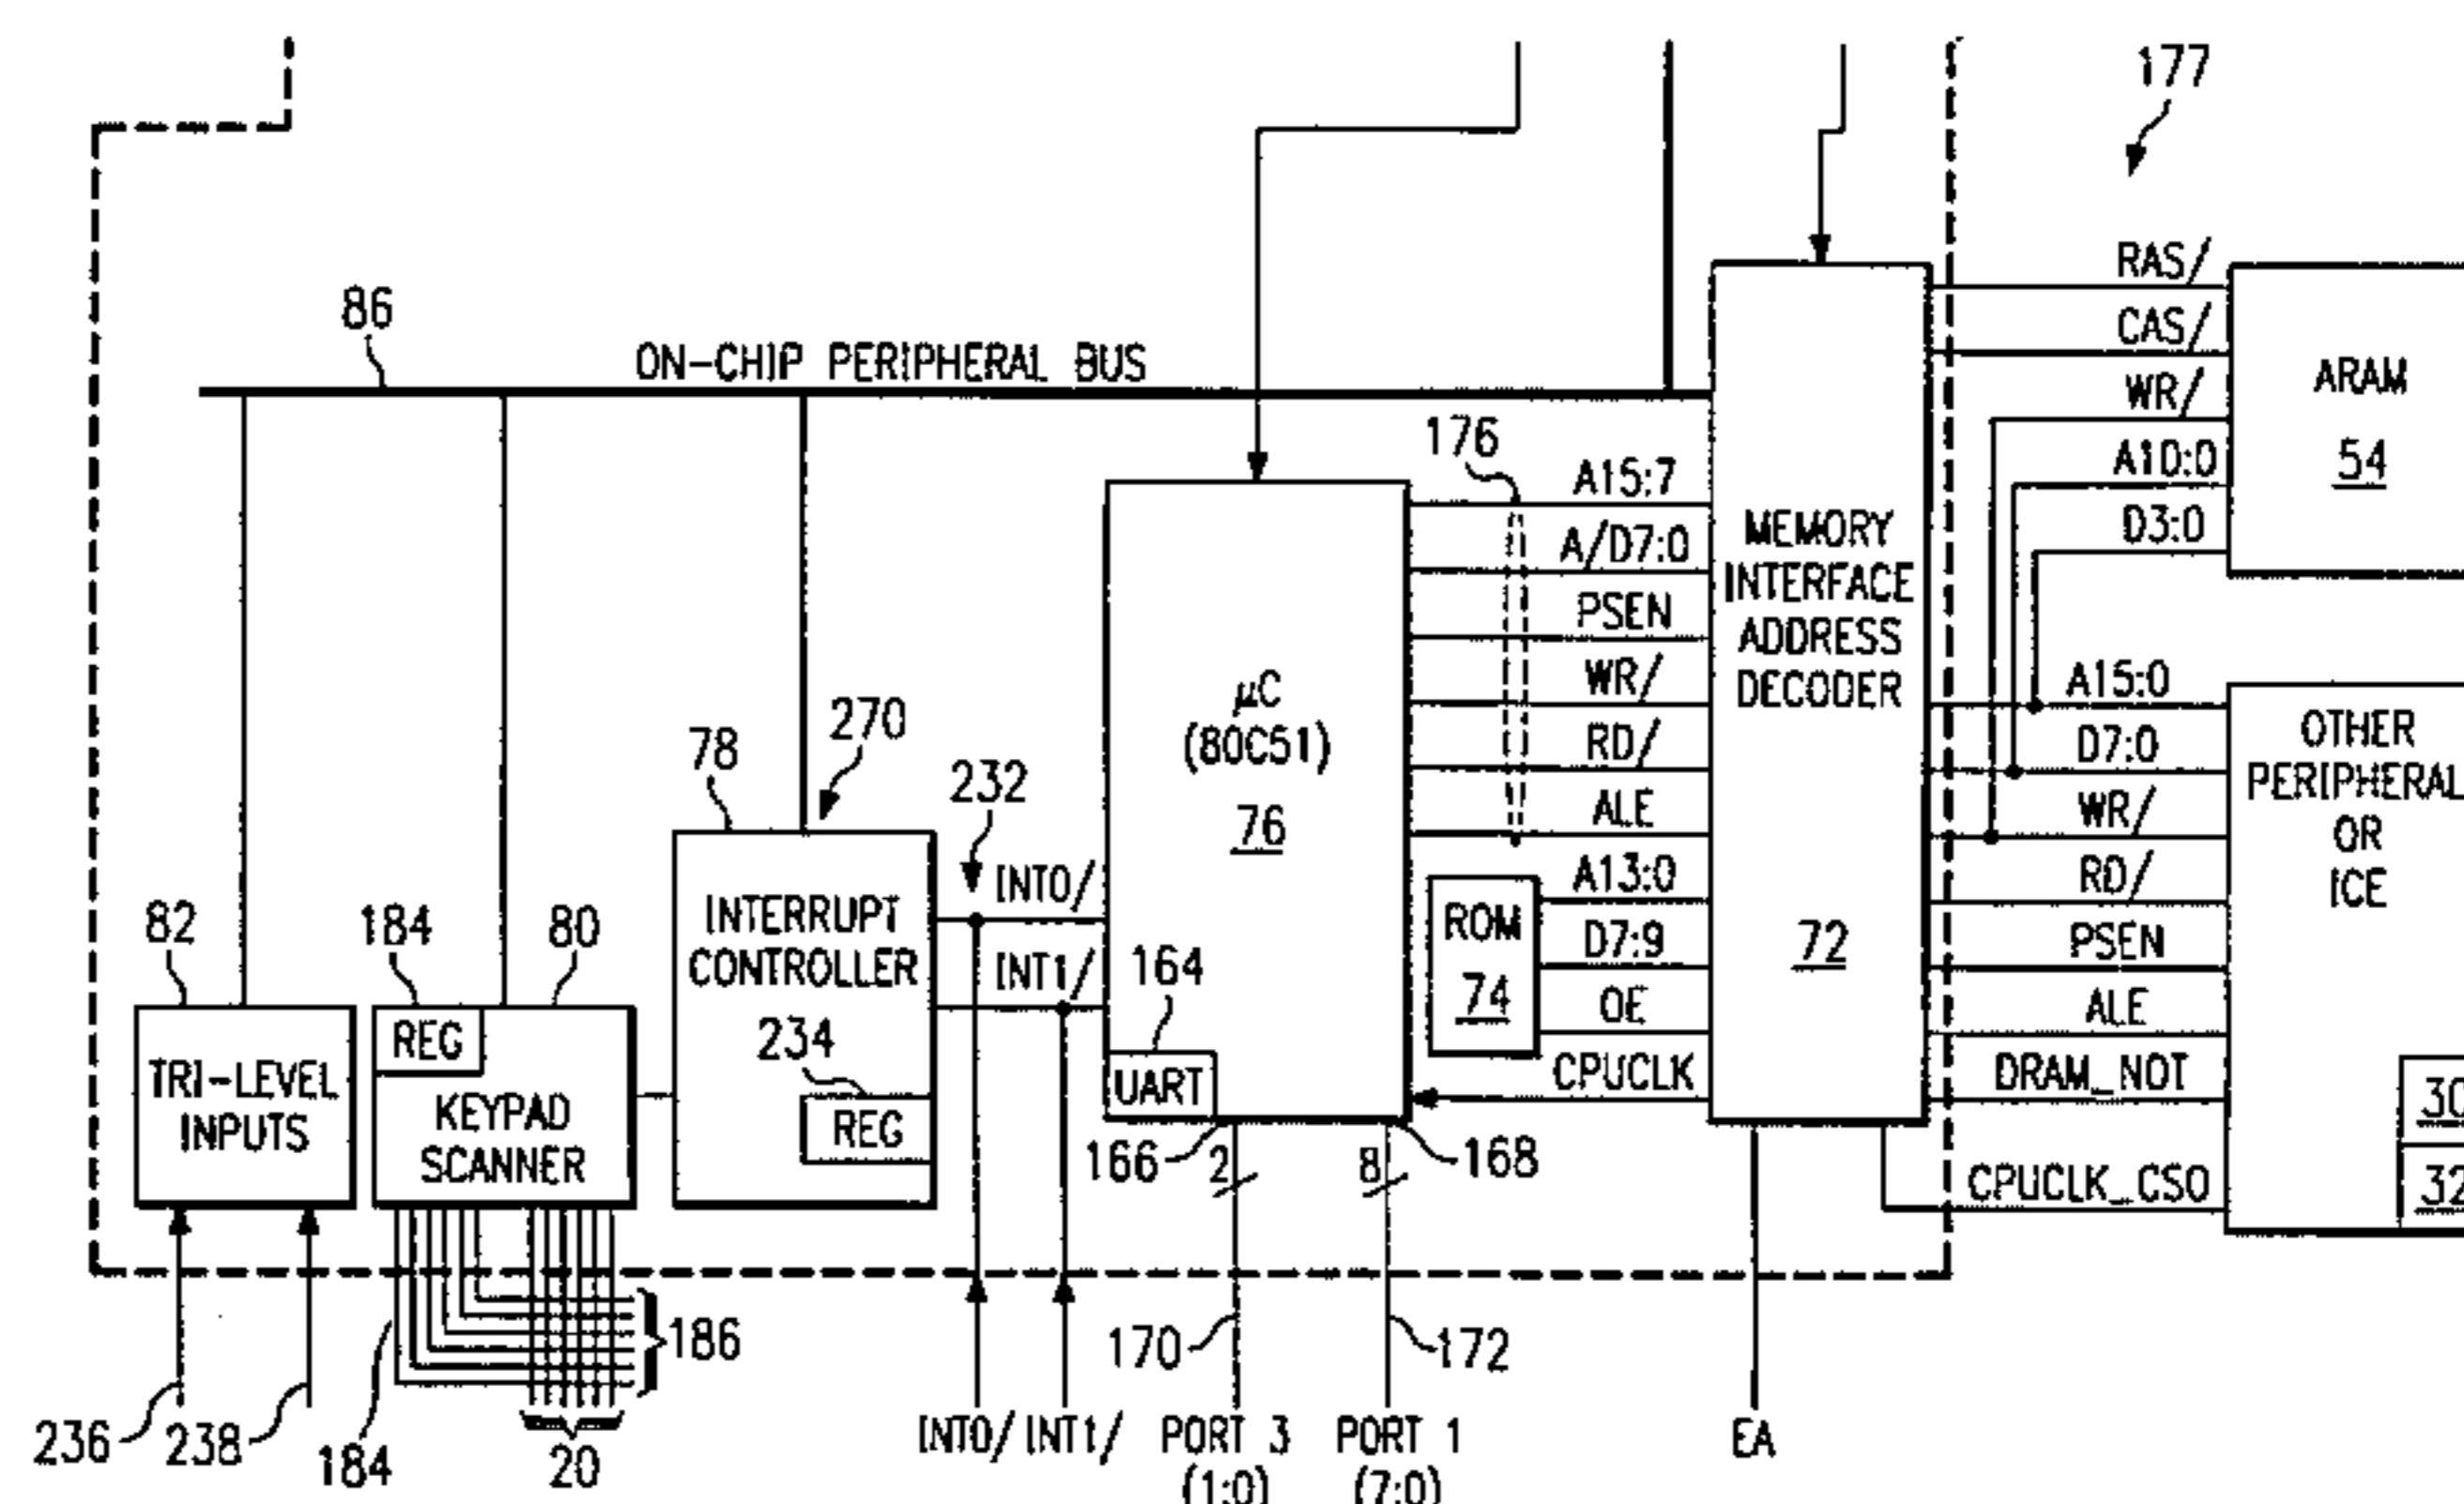 177
RAS/
CAS/
WR/
A10:0
D3:0
ARAM
54
86
ON-CHIP PERIPHERAL BUS
176
A15:7
A/D7:0
PSEN
WR/
RD/
ALE
A13:0
D7:9
OE
CPUCLK
MEMORY
INTERFACE
ADDRESS
DECODER
72
µC
(80C51)
76
164
UART
ROM
74
A15:0
D7:0
WR/
RD/
PSEN
ALE
DRAM_NOT
CPUCLK_CSO
OTHER
PERIPHERAL
OR
ICE
30
32
78
270
232
INT0/
INT1/
INTERRUPT
CONTROLLER
234
REG
82
184
80
REG
TRI-LEVEL
INPUTS
KEYPAD
SCANNER
166
2
8
168
186
170
172
236
238
184
20
INT0/
INT1/
PORT 3
(1:0)
PORT 1
(7:0)
EA